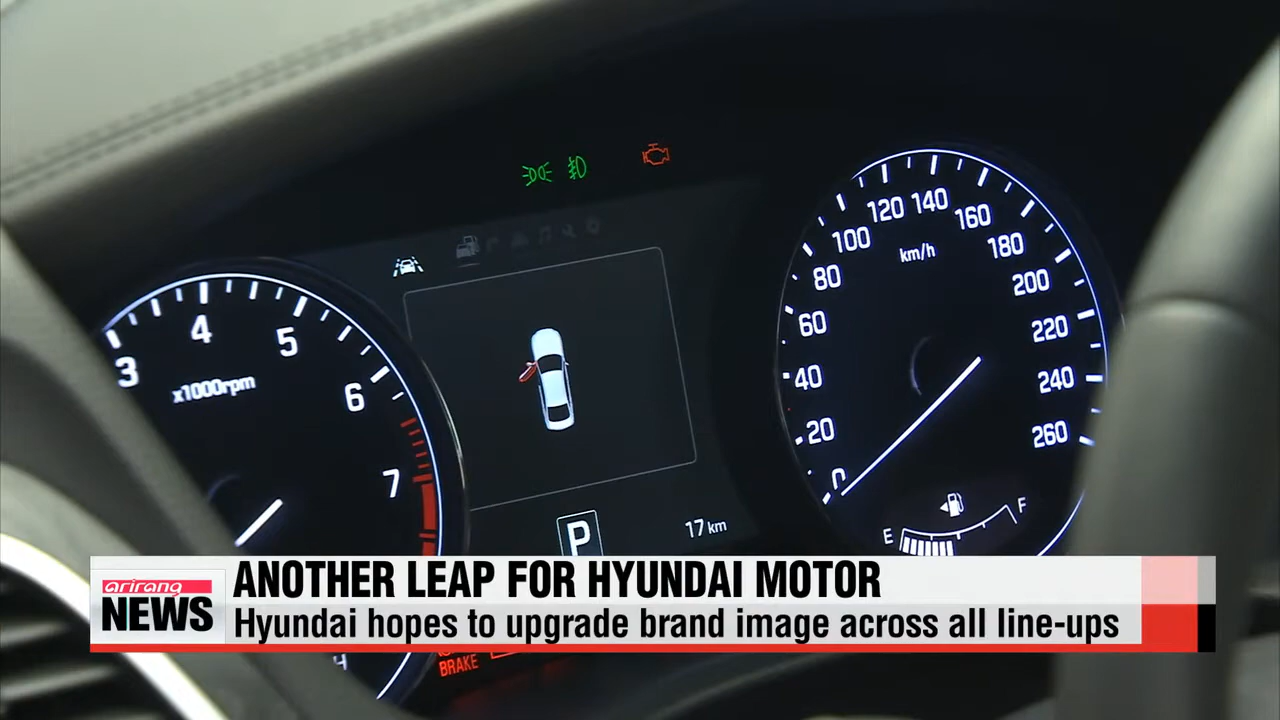 3
4
5
6
7
x1000rpm
P
17 km
0
20
40
60
80
100
120
140
160
180
200
220
240
260
km/h
E
F
arirang
NEWS
ANOTHER LEAP FOR HYUNDAI MOTOR
Hyundai hopes to upgrade brand image across all line-ups
H
BRAKE